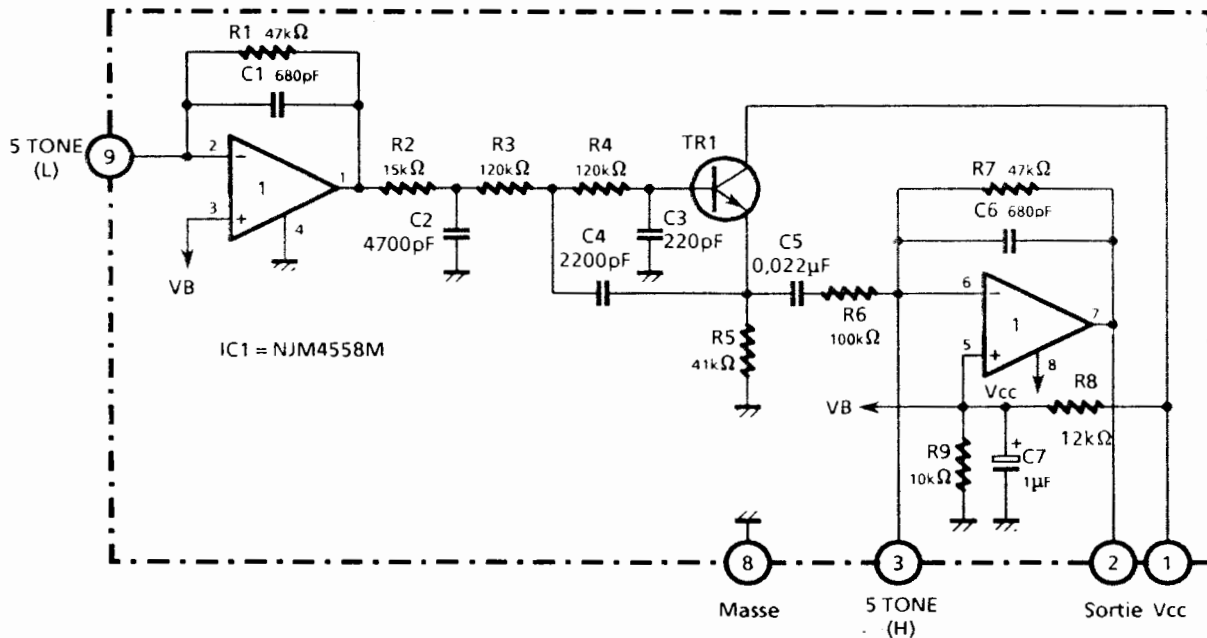 R1 47kΩ
C1 680pF
5 TONE
(L)
9
2
−
3
+
1
1
4
VB
R2
15kΩ
R3
120kΩ
R4
120kΩ
TR1
C2
4700pF
C3
220pF
C4
2200pF
C5
0,022µF
R5
41kΩ
R6
100kΩ
R7 47kΩ
C6 680pF
6
−
5
+
1
7
8
Vcc
R8
12kΩ
VB
R9
10kΩ
+
C7
1µF
IC1 = NJM4558M
8
Masse
3
5 TONE
(H)
2
1
Sortie Vcc